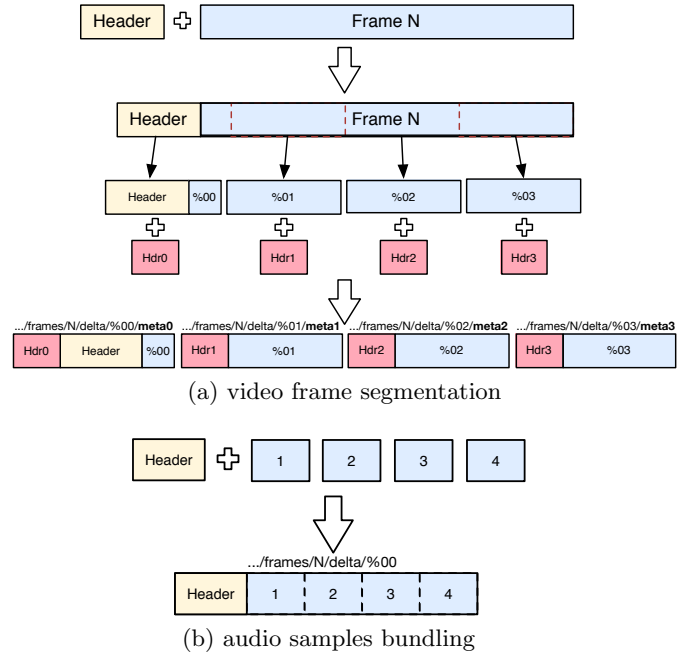 Header Frame N
Header Frame N
Header %00 %01 %02 %03
Hdr0 Hdr1 Hdr2 Hdr3
.../frames/N/delta/%00/meta0 .../frames/N/delta/%01/meta1 .../frames/N/delta/%02/meta2 .../frames/N/delta/%03/meta3
Hdr0 Header %00 Hdr1 %01 Hdr2 %02 Hdr3 %03
(a) video frame segmentation
Header 1 2 3 4
.../frames/N/delta/%00
Header 1 2 3 4
(b) audio samples bundling